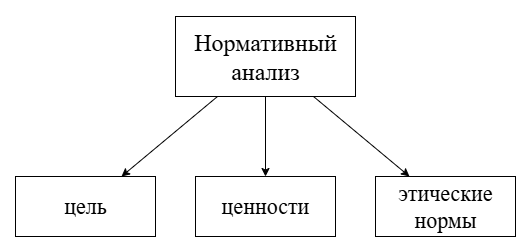 Нормативный
анализ
цель
ценности
этические
нормы